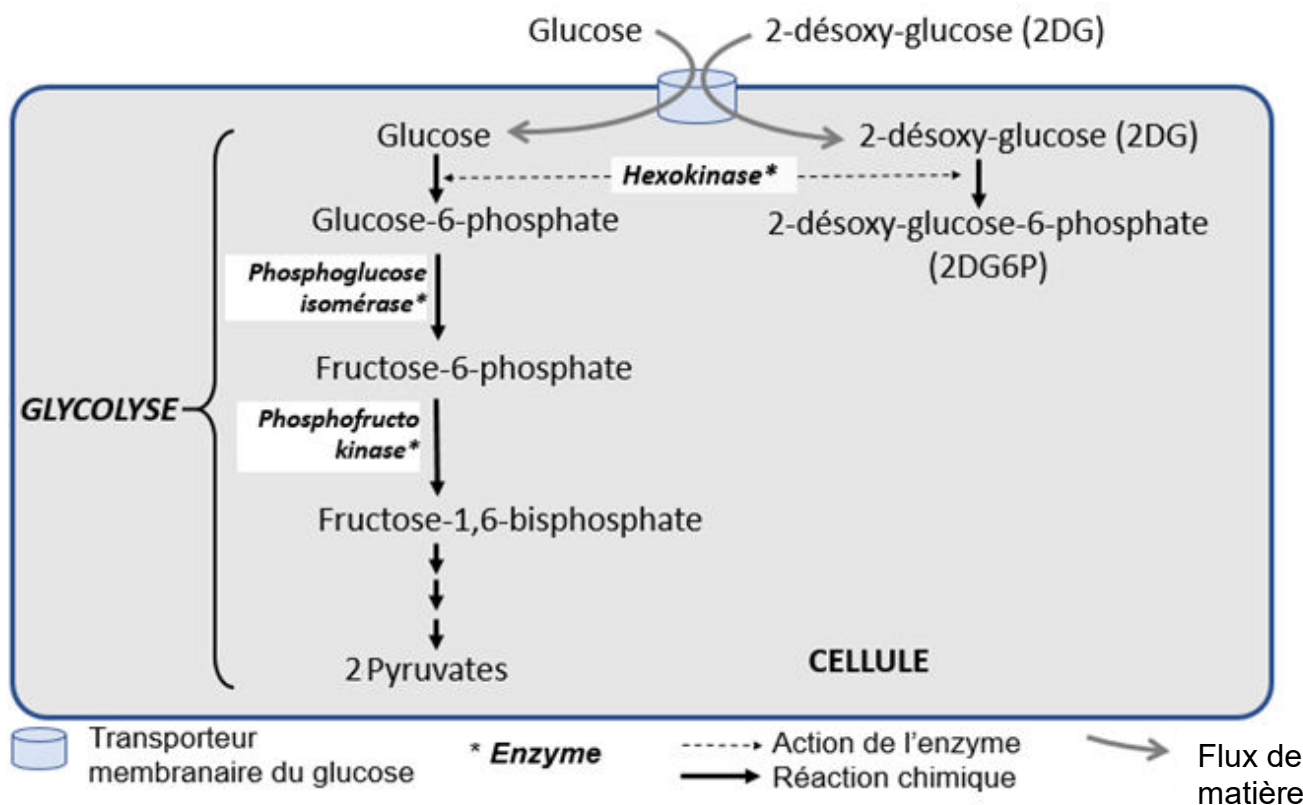 Glucose
2-désoxy-glucose (2DG)
Glucose
2-désoxy-glucose (2DG)
Hexokinase*
Glucose-6-phosphate
2-désoxy-glucose-6-phosphate
(2DG6P)
Phosphoglucose
isomérase*
Fructose-6-phosphate
GLYCOLYSE
Phosphofructo
kinase*
Fructose-1,6-bisphosphate
2 Pyruvates
CELLULE
Transporteur
membranaire du glucose
* Enzyme
Action de l'enzyme
Réaction chimique
Flux de
matière